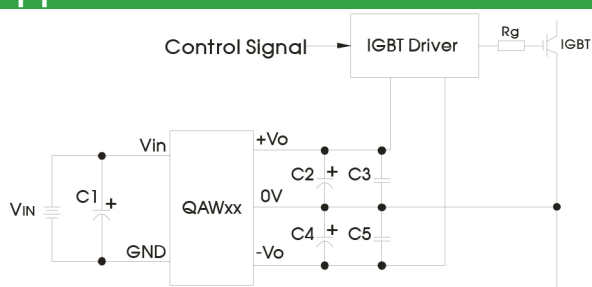 Control Signal
IGBT Driver
Rg
IGBT
Vin
+Vo
C1
+
VIN
QAWxx
C2
+
C3
0V
C4
+
C5
GND
-Vo